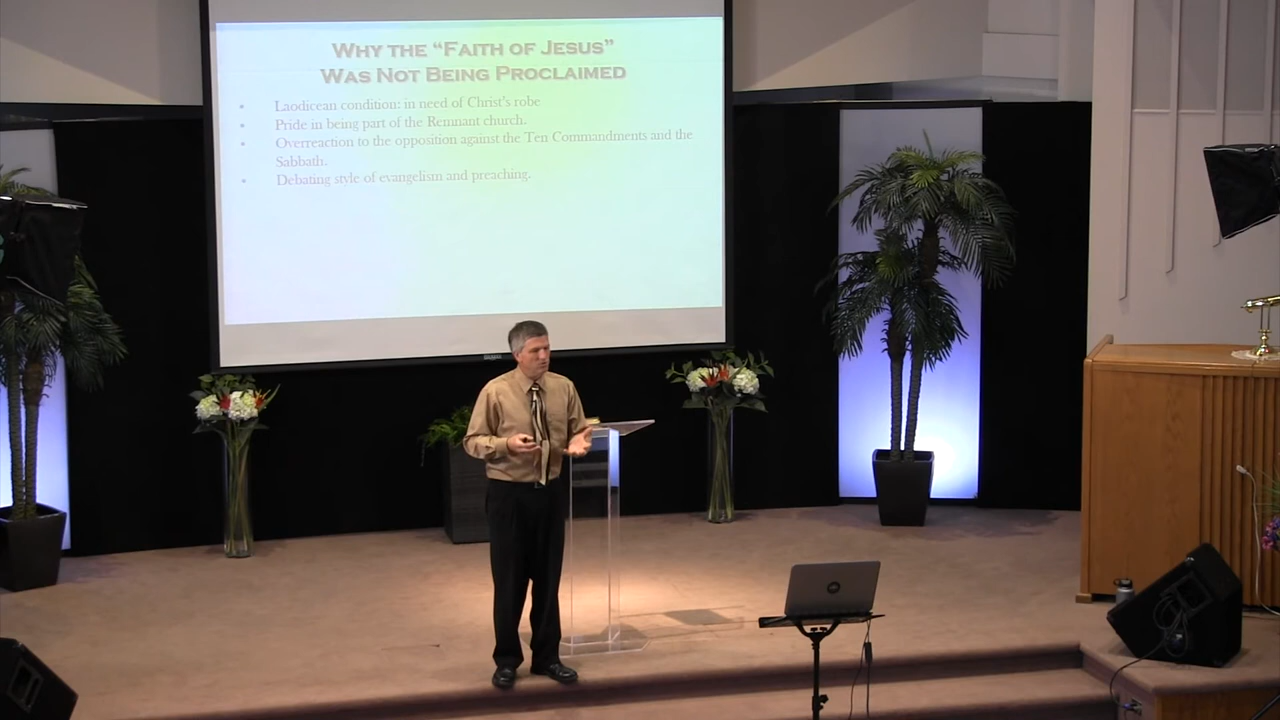 WHY THE “FAITH OF JESUS”
WAS NOT BEING PROCLAIMED
• Laodicean condition: in need of Christ's robe
• Pride in being part of the Remnant church.
• Overreaction to the opposition against the Ten Commandments and the
Sabbath.
• Debating style of evangelism and preaching.